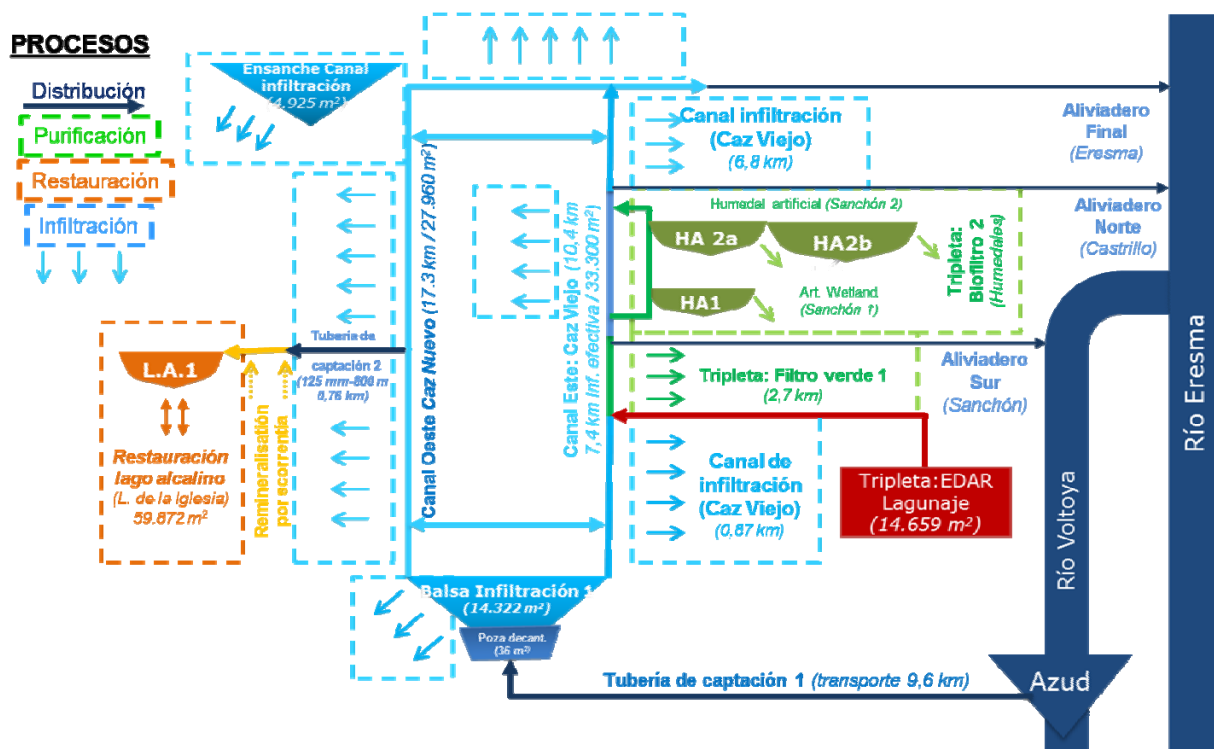 PROCESOS
Distribución
Purificación
Restauración
Infiltración
Ensanche Canal
infiltración
(4.925 m²)
Canal infiltración
(Caz Viejo)
(6,8 km)
Aliviadero
Final
(Eresma)
Humedal artificial (Sanchón 2)
HA 2a
HA2b
HA1
Art. Wetland
(Sanchón 1)
Tripleta:
Biofiltro 2
(Humedales)
Aliviadero
Norte
(Castrillo)
Canal Oeste Caz Nuevo (17.3 km / 27.960 m²)
Canal Este: Caz Viejo (10,4 km
7,4 km Inf. efectiva / 33.300 m²)
Tubería de
captación 2
(125 mm-600 m
0,76 km)
L.A.1
Restauración
lago alcalino
(L. de la Iglesia)
59.872 m²
Remineralisatión
por escorrentía
Tripleta: Filtro verde 1
(2,7 km)
Aliviadero
Sur
(Sanchón)
Canal de
infiltración
(Caz Viejo)
(0,87 km)
Tripleta:EDAR
Lagunaje
(14.659 m²)
Balsa Infiltración 1
(14.322 m²)
Poza decant.
(36 m²)
Tubería de captación 1 (transporte 9,6 km)
Azud
Río Voltoya
Río Eresma